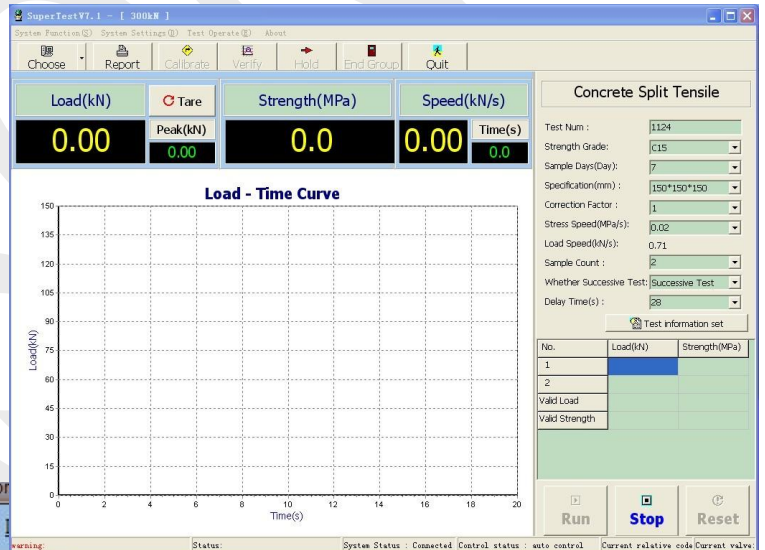 SuperTestV7.1 - [ 300kN ]
System Function(S) System Settings(D) Test Operate(E) About
Choose Report Calibrate Verify Hold End Group Quit
Load(kN) Tare Strength(MPa) Speed(kN/s)
0.00 Peak(kN) 0.00 0.0 0.00 Time(s) 0.0
Load - Time Curve
150
135
120
105
90
75
60
45
30
15
0
Load(kN)
0 2 4 6 8 10 12 14 16 18 20
Time(s)
Concrete Split Tensile
Test Num : 1124
Strength Grade: C15
Sample Days(Day): 7
Specification(mm) : 150*150*150
Correction Factor : 1
Stress Speed(MPa/s): 0.02
Load Speed(kN/s): 0.71
Sample Count : 2
Whether Successive Test: Successive Test
Delay Time(s) : 28
Test information set
No. Load(kN) Strength(MPa)
1
2
Valid Load
Valid Strength
Run Stop Reset
warning: Status: System Status : Connected Control status : auto control Current relative code Current valve: